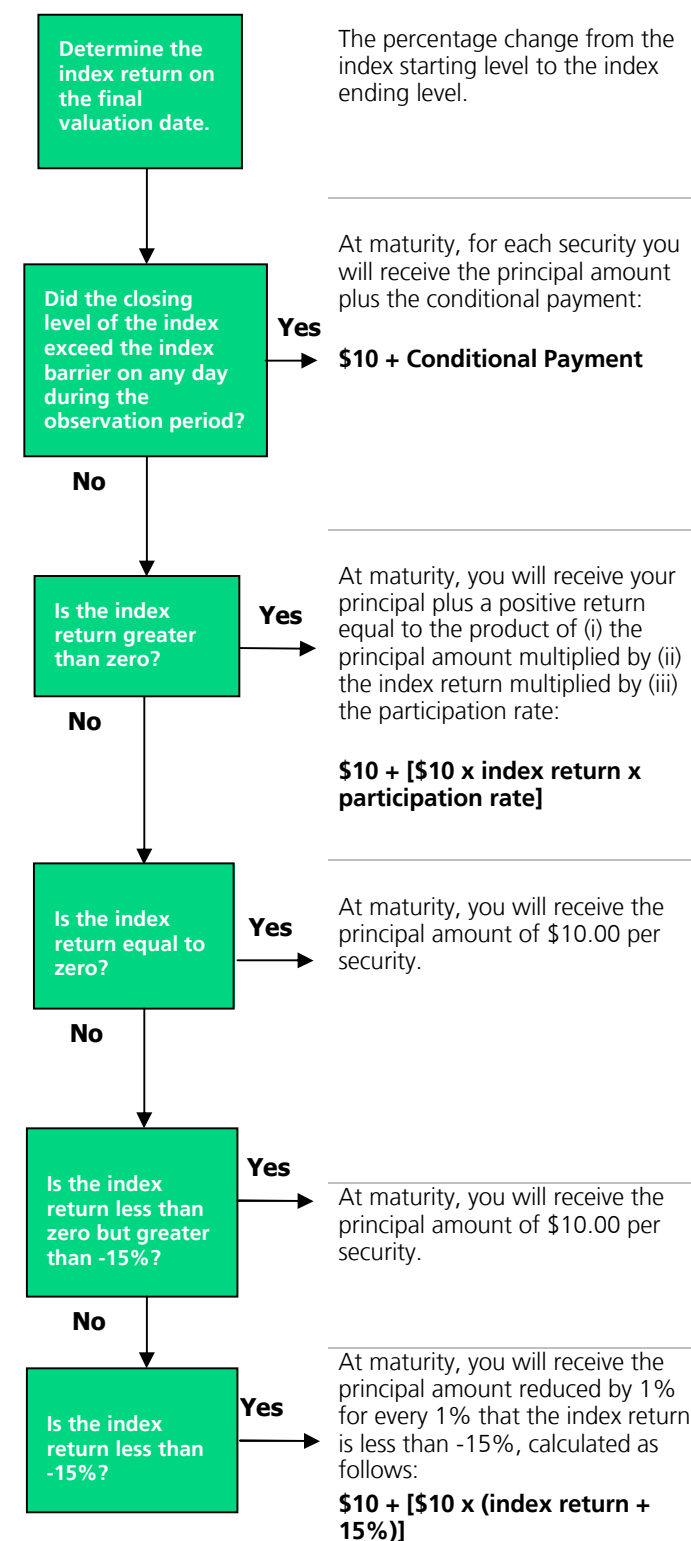 Determine the
index return on
the final
valuation date.
The percentage change from the
index starting level to the index
ending level.
Did the closing
level of the index
exceed the index
barrier on any day
during the
observation period?
Yes
At maturity, for each security you
will receive the principal amount
plus the conditional payment:
$10 + Conditional Payment
No
Is the index
return greater
than zero?
Yes
At maturity, you will receive your
principal plus a positive return
equal to the product of (i) the
principal amount multiplied by (ii)
the index return multiplied by (iii)
the participation rate:
$10 + [$10 x index return x
participation rate]
No
Is the index
return equal to
zero?
Yes
At maturity, you will receive the
principal amount of $10.00 per
security.
No
Is the index
return less than
zero but greater
than -15%?
Yes
At maturity, you will receive the
principal amount of $10.00 per
security.
No
Is the index
return less than
-15%?
Yes
At maturity, you will receive the
principal amount reduced by 1%
for every 1% that the index return
is less than -15%, calculated as
follows:
$10 + [$10 x (index return +
15%)]